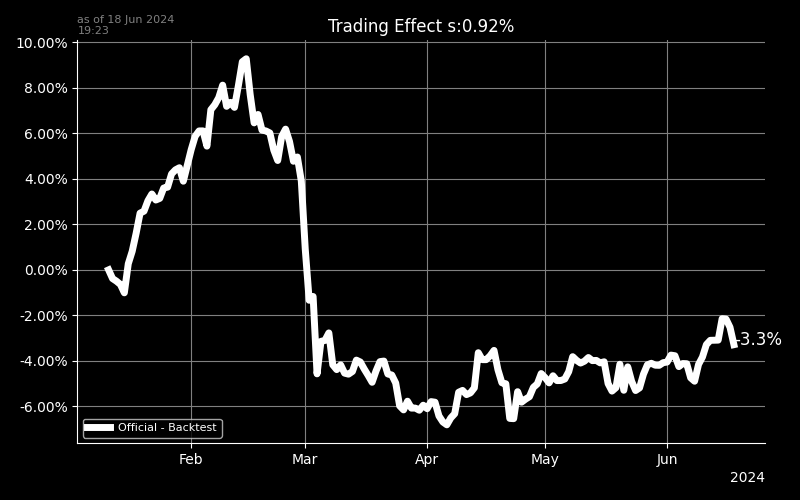 as of 18 Jun 2024
19:23
Trading Effect s:0.92%
10.00%
8.00%
6.00%
4.00%
2.00%
0.00%
-2.00%
-4.00%
-6.00%
-3.3%
Official - Backtest
Feb
Mar
Apr
May
Jun
2024